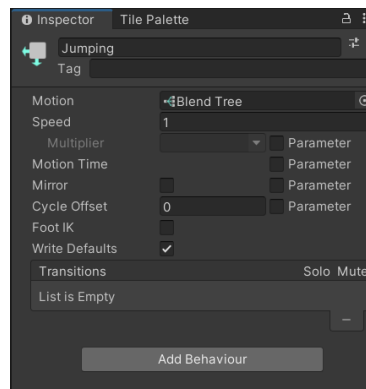 Inspector Tile Palette
Jumping
Tag
Motion Blend Tree
Speed 1
Multiplier Parameter
Motion Time Parameter
Mirror Parameter
Cycle Offset 0 Parameter
Foot IK
Write Defaults
Transitions Solo Mute
List is Empty
Add Behaviour